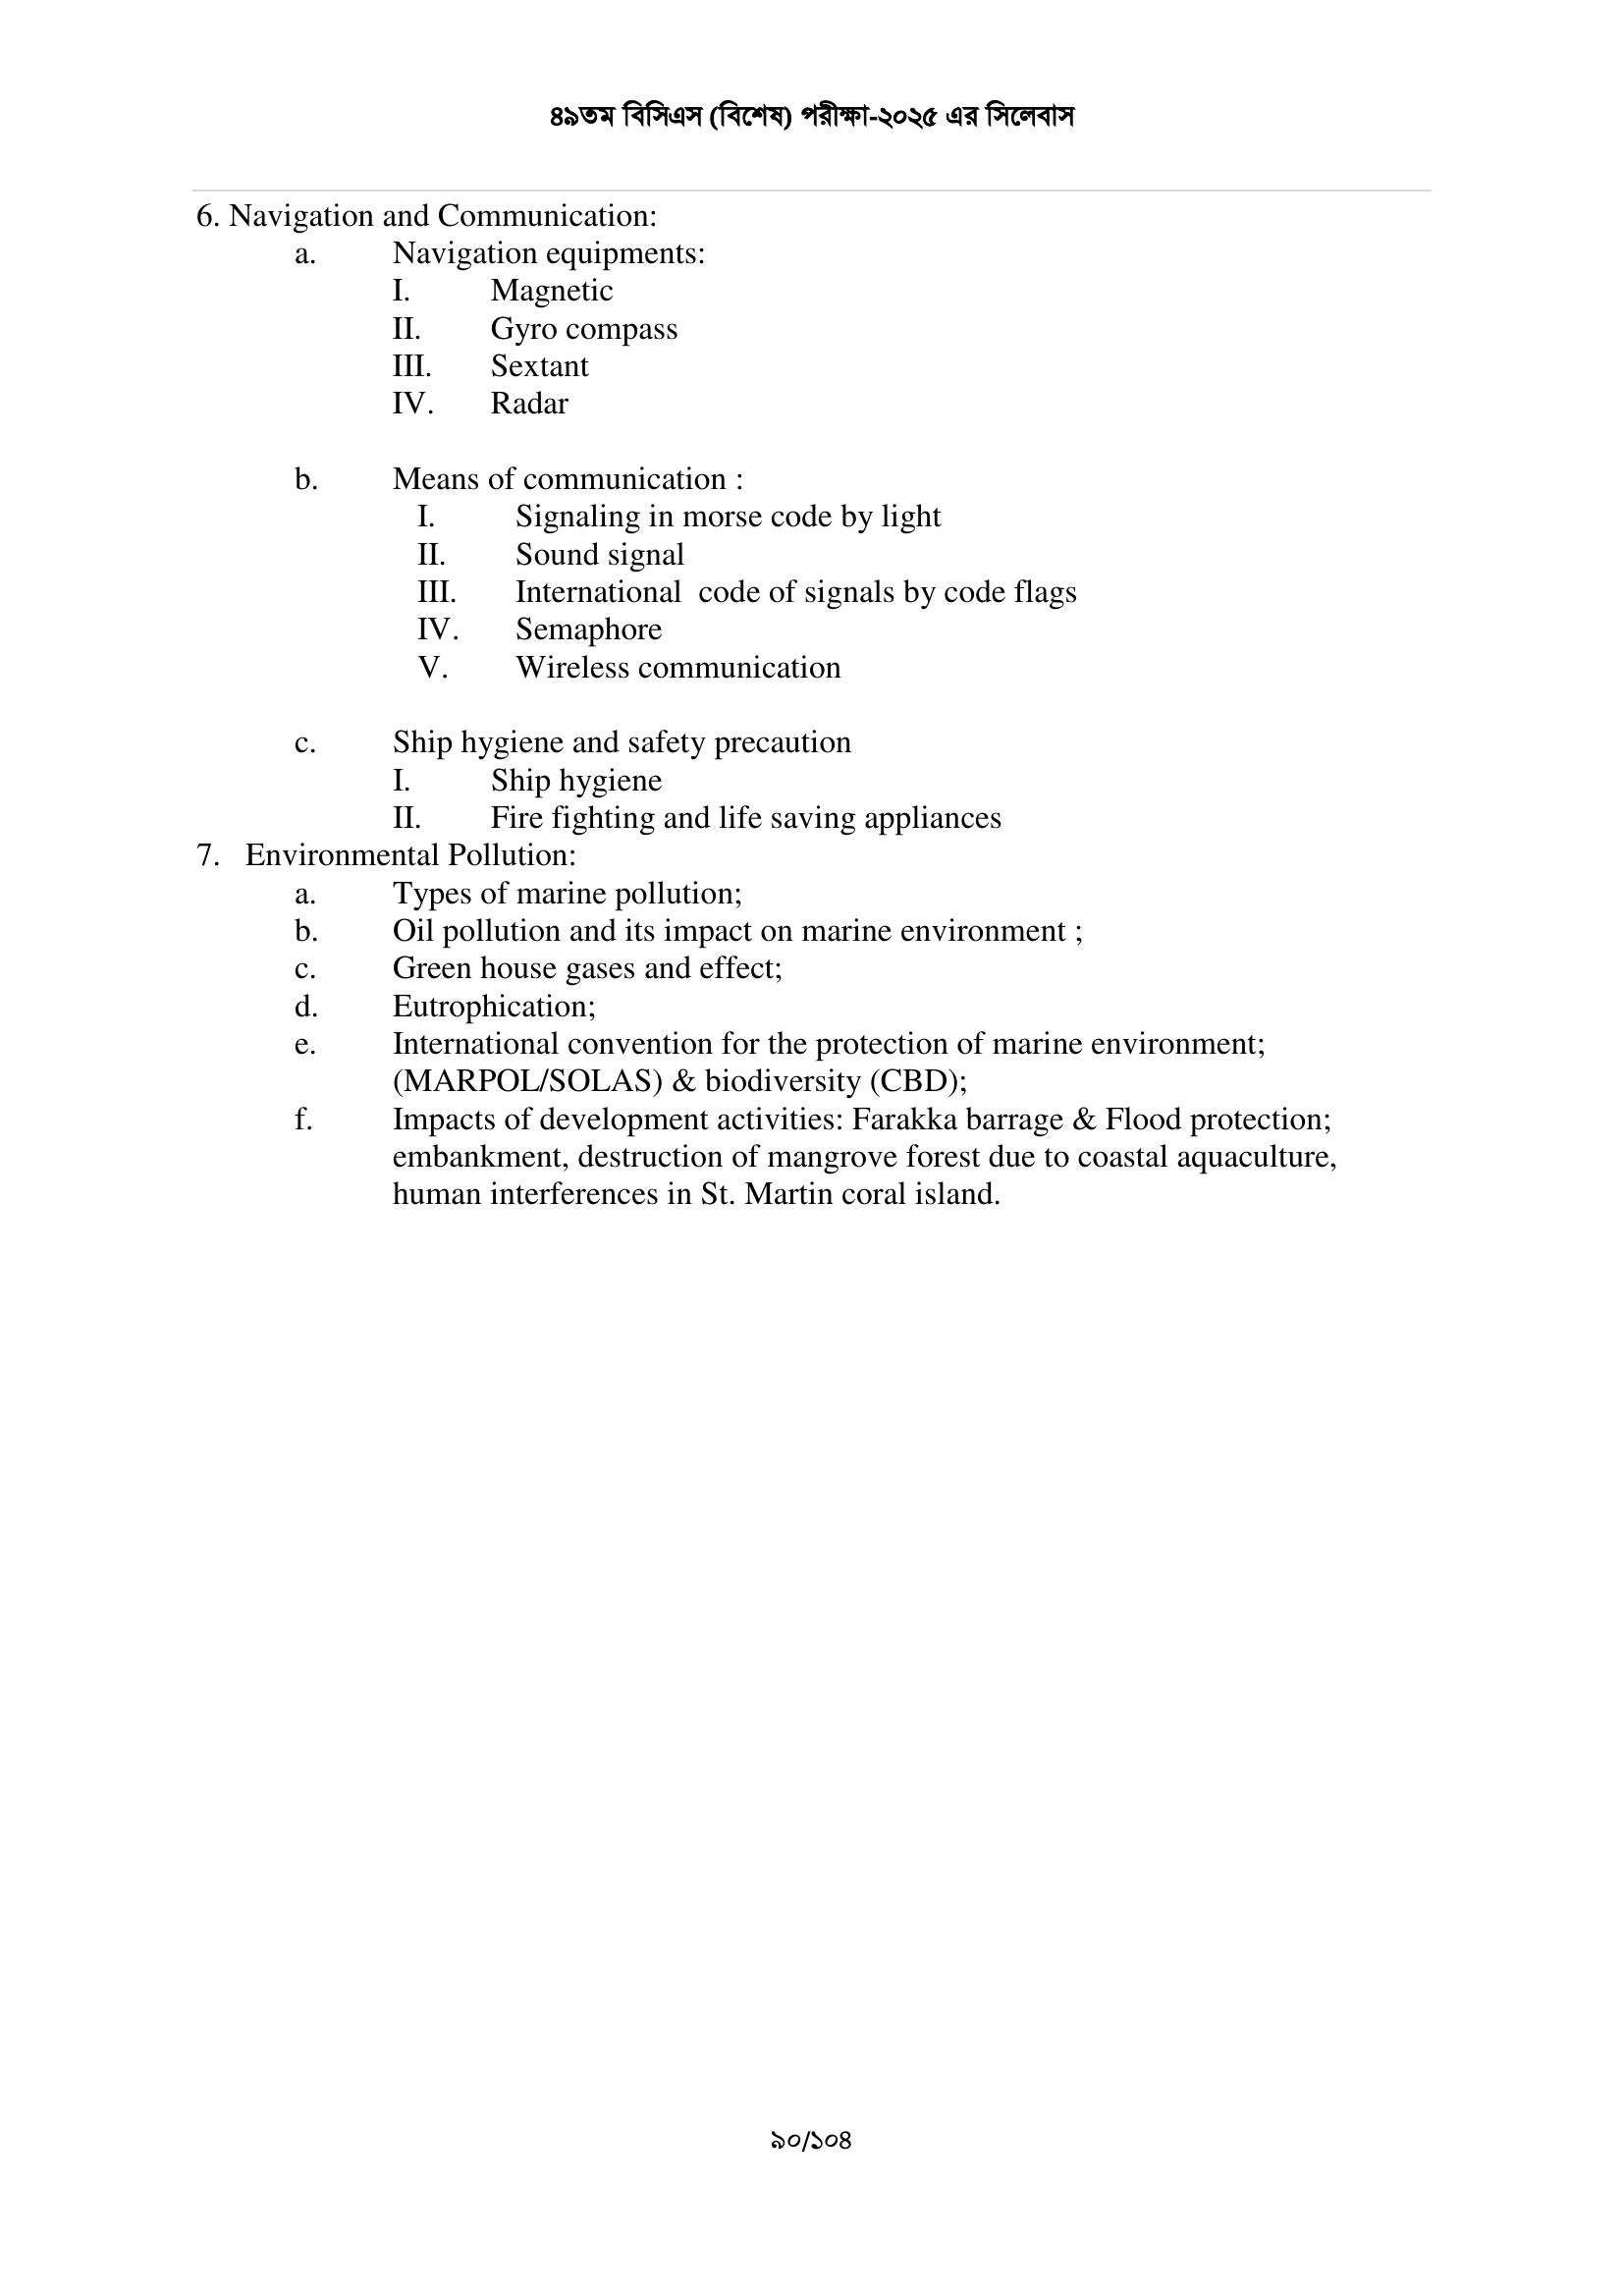 ৪৯তম বিসিএস (বিশেষ) পরীক্ষা-২০২৫ এর সিলেবাস
6. Navigation and Communication:
a. Navigation equipments:
I. Magnetic
II. Gyro compass
III. Sextant
IV. Radar
b. Means of communication :
I. Signaling in morse code by light
II. Sound signal
III. International code of signals by code flags
IV. Semaphore
V. Wireless communication
c. Ship hygiene and safety precaution
I. Ship hygiene
II. Fire fighting and life saving appliances
7. Environmental Pollution:
a. Types of marine pollution;
b. Oil pollution and its impact on marine environment ;
c. Green house gases and effect;
d. Eutrophication;
e. International convention for the protection of marine environment;
(MARPOL/SOLAS) & biodiversity (CBD);
f. Impacts of development activities: Farakka barrage & Flood protection;
embankment, destruction of mangrove forest due to coastal aquaculture,
human interferences in St. Martin coral island.
৯০/১০৪